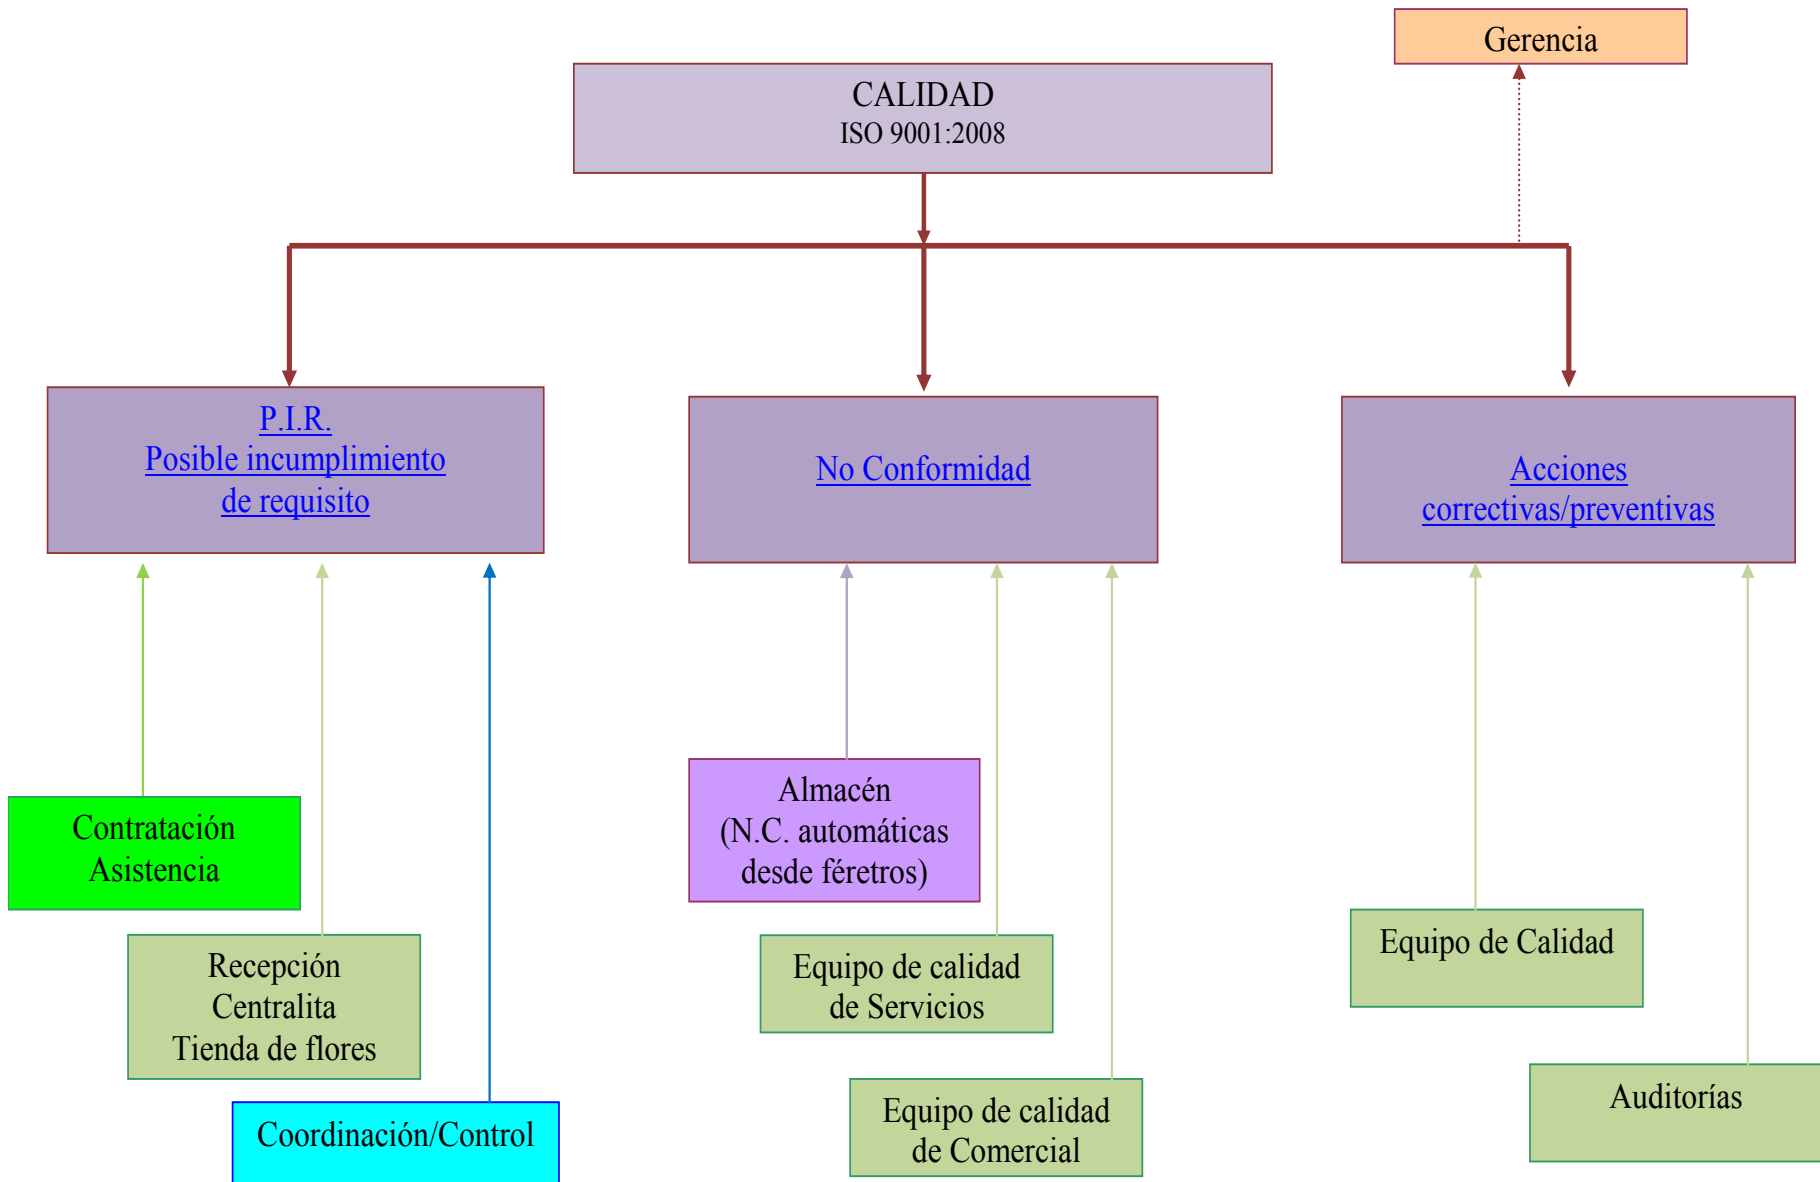 Gerencia
CALIDAD
ISO 9001:2008
P.I.R.
Posible incumplimiento
de requisito
No Conformidad
Acciones
correctivas/preventivas
Contratación
Asistencia
Recepción
Centralita
Tienda de flores
Coordinación/Control
Almacén
(N.C. automáticas
desde féretros)
Equipo de calidad
de Servicios
Equipo de calidad
de Comercial
Equipo de Calidad
Auditorías